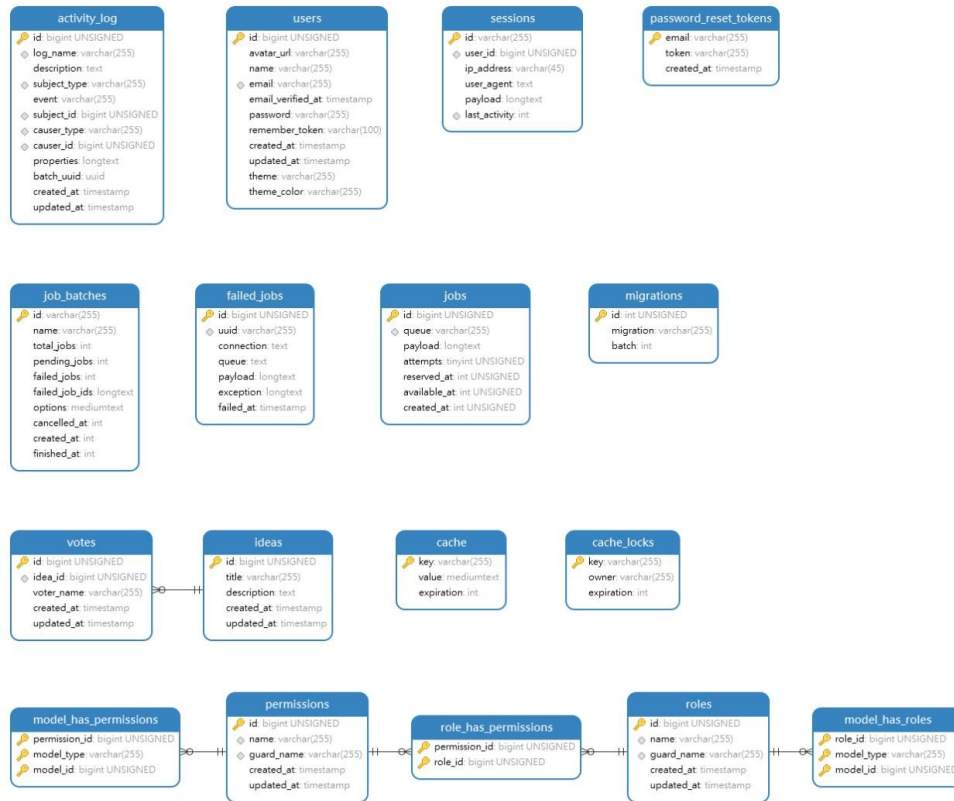 activity_log
id: bigint UNSIGNED
log_name: varchar(255)
description: text
subject_type: varchar(255)
event: varchar(255)
subject_id: bigint UNSIGNED
causer_type: varchar(255)
causer_id: bigint UNSIGNED
properties: longtext
batch_uuid: uuid
created_at: timestamp
updated_at: timestamp
users
id: bigint UNSIGNED
avatar_url: varchar(255)
name: varchar(255)
email: varchar(255)
email_verified_at: timestamp
password: varchar(255)
remember_token: varchar(100)
created_at: timestamp
updated_at: timestamp
theme: varchar(255)
theme_color: varchar(255)
sessions
id: varchar(255)
user_id: bigint UNSIGNED
ip_address: varchar(45)
user_agent: text
payload: longtext
last_activity: int
password_reset_tokens
email: varchar(255)
token: varchar(255)
created_at: timestamp
job_batches
id: varchar(255)
name: varchar(255)
total_jobs: int
pending_jobs: int
failed_jobs: int
failed_job_ids: longtext
options: mediumtext
cancelled_at: int
created_at: int
finished_at: int
failed_jobs
id: bigint UNSIGNED
uuid: varchar(255)
connection: text
queue: text
payload: longtext
exception: longtext
failed_at: timestamp
jobs
id: bigint UNSIGNED
queue: varchar(255)
payload: longtext
attempts: tinyint UNSIGNED
reserved_at: int UNSIGNED
available_at: int UNSIGNED
created_at: int UNSIGNED
migrations
id: int UNSIGNED
migration: varchar(255)
batch: int
votes
id: bigint UNSIGNED
idea_id: bigint UNSIGNED
voter_name: varchar(255)
created_at: timestamp
updated_at: timestamp
ideas
id: bigint UNSIGNED
title: varchar(255)
description: text
created_at: timestamp
updated_at: timestamp
cache
key: varchar(255)
value: mediumtext
expiration: int
cache_locks
key: varchar(255)
owner: varchar(255)
expiration: int
model_has_permissions
permission_id: bigint UNSIGNED
model_type: varchar(255)
model_id: bigint UNSIGNED
permissions
id: bigint UNSIGNED
name: varchar(255)
guard_name: varchar(255)
created_at: timestamp
updated_at: timestamp
role_has_permissions
permission_id: bigint UNSIGNED
role_id: bigint UNSIGNED
roles
id: bigint UNSIGNED
name: varchar(255)
guard_name: varchar(255)
created_at: timestamp
updated_at: timestamp
model_has_roles
role_id: bigint UNSIGNED
model_type: varchar(255)
model_id: bigint UNSIGNED